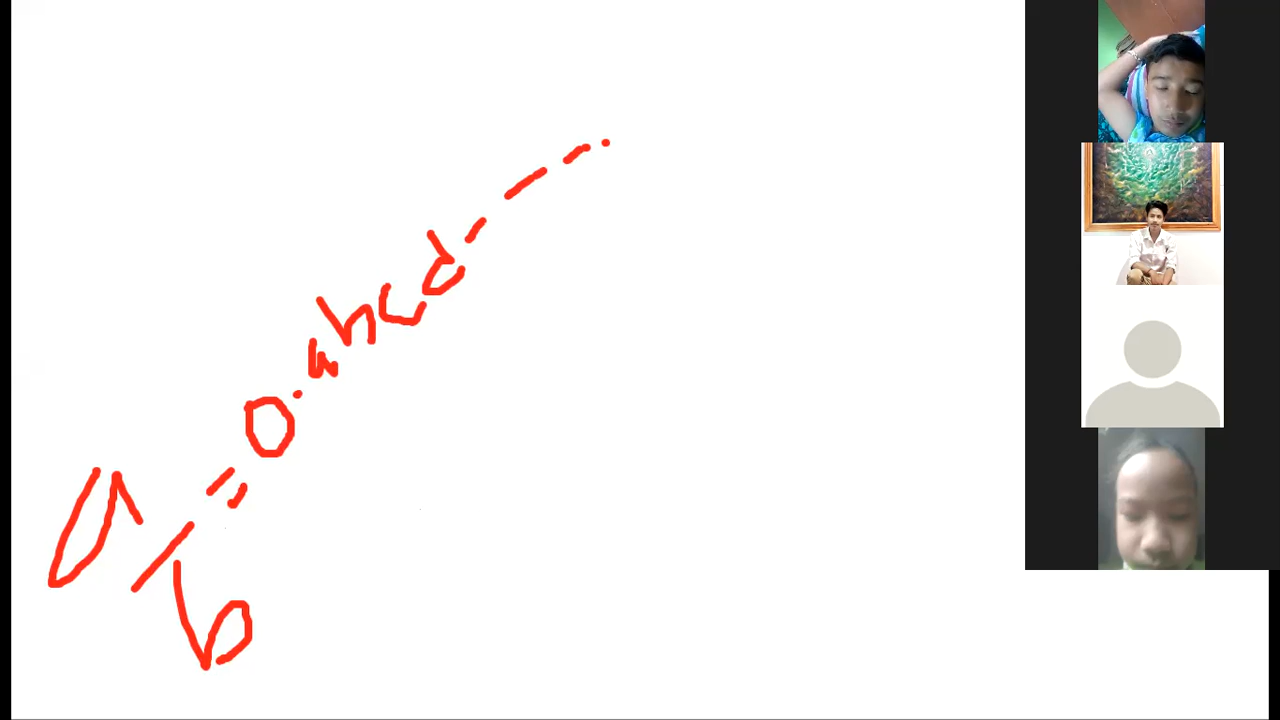 a/b = 0.abcd - - - .